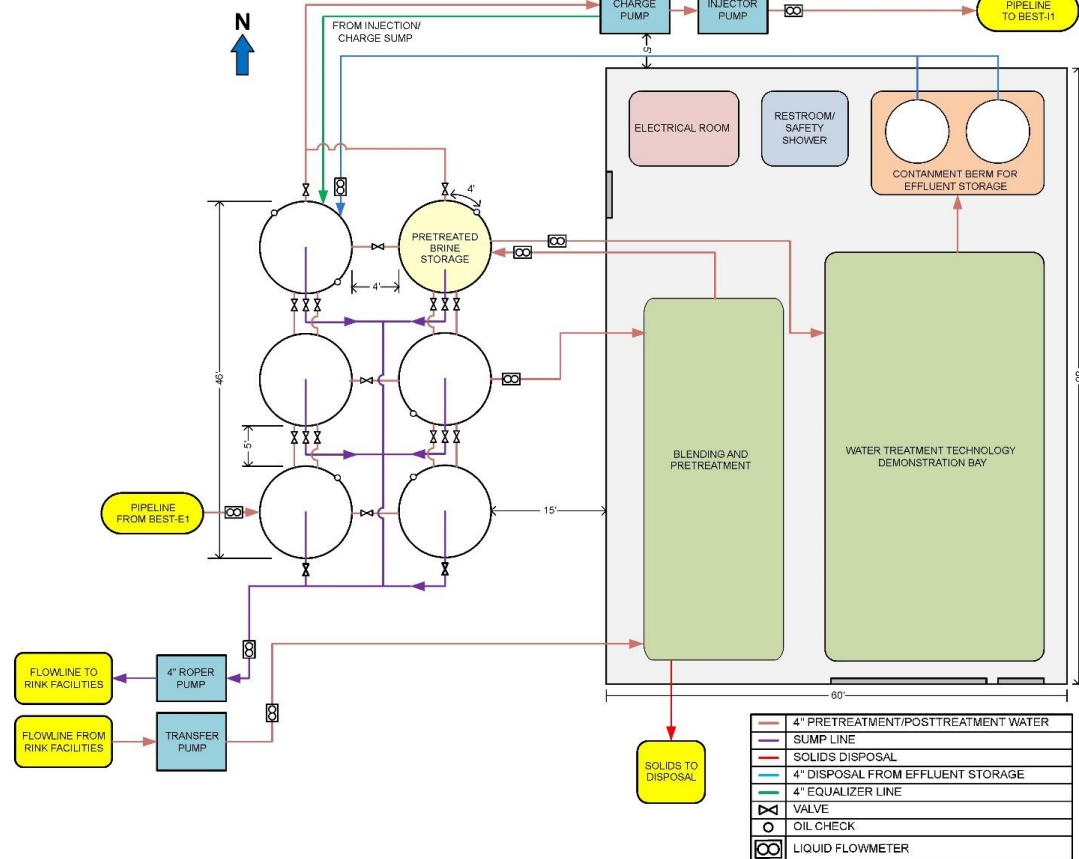 N
FROM INJECTION/
CHARGE SUMP
CHARGE
PUMP
INJECTOR
PUMP
PIPELINE
TO BEST-I1
5'
ELECTRICAL ROOM
RESTROOM/
SAFETY
SHOWER
CONTANMENT BERM FOR
EFFLUENT STORAGE
4'
PRETREATED
BRINE
STORAGE
4'
46'
5'
BLENDING AND
PRETREATMENT
WATER TREATMENT TECHNOLOGY
DEMONSTRATION BAY
PIPELINE
FROM BEST-E1
15'
60'
FLOWLINE TO
RINK FACILITIES
4" ROPER
PUMP
FLOWLINE FROM
RINK FACILITIES
TRANSFER
PUMP
SOLIDS TO
DISPOSAL
4" PRETREATMENT/POSTTREATMENT WATER
SUMP LINE
SOLIDS DISPOSAL
4" DISPOSAL FROM EFFLUENT STORAGE
4" EQUALIZER LINE
VALVE
OIL CHECK
LIQUID FLOWMETER